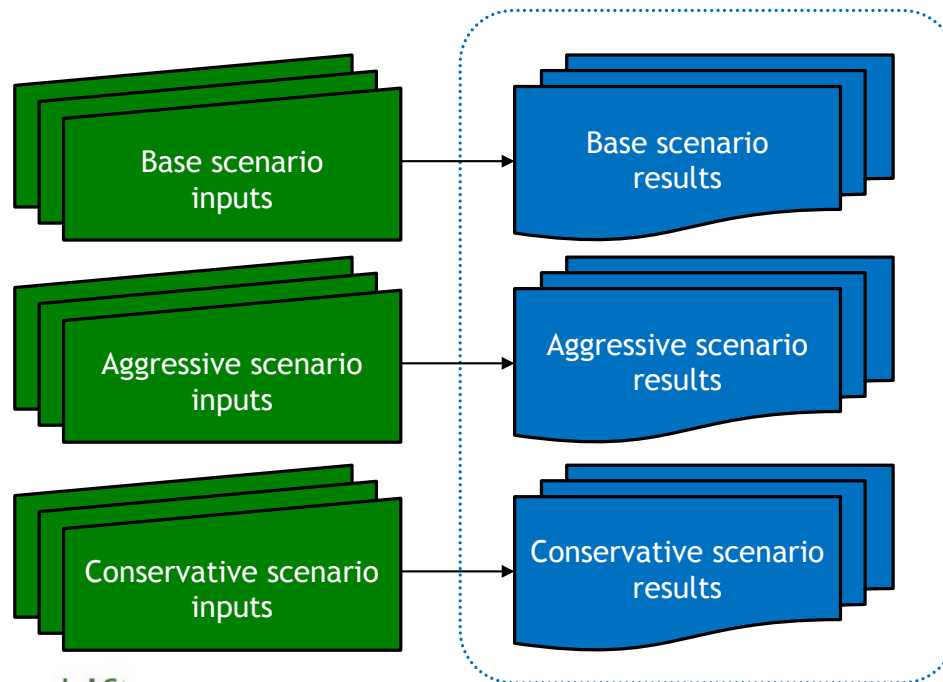 Base scenario
inputs
Base scenario
results
Aggressive scenario
inputs
Aggressive scenario
results
Conservative scenario
inputs
Conservative scenario
results